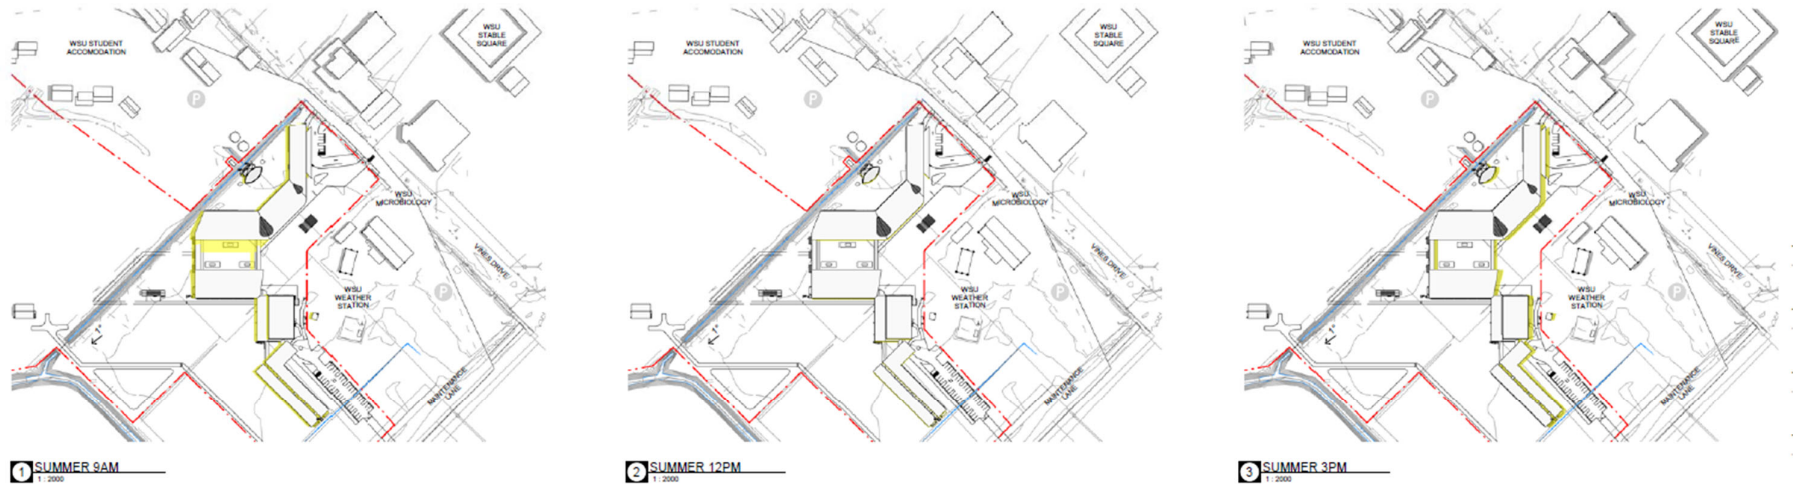 WSU STUDENT
ACCOMODATION
WSU
STABLE
SQUARE
P
WSU
MICROBIOLOGY
VINES DRIVE
P
WSU
WEATHER
STATION
1°
MAINTENANCE
LANE
1 SUMMER 9AM
1 : 2000
WSU STUDENT
ACCOMODATION
WSU
STABLE
SQUARE
P
WSU
MICROBIOLOGY
VINES DRIVE
P
WSU
WEATHER
STATION
1°
MAINTENANCE
LANE
2 SUMMER 12PM
1 : 2000
WSU STUDENT
ACCOMODATION
WSU
STABLE
SQUARE
P
WSU
MICROBIOLOGY
VINES DRIVE
P
WSU
WEATHER
STATION
1°
MAINTENANCE
LANE
3 SUMMER 3PM
1 : 2000